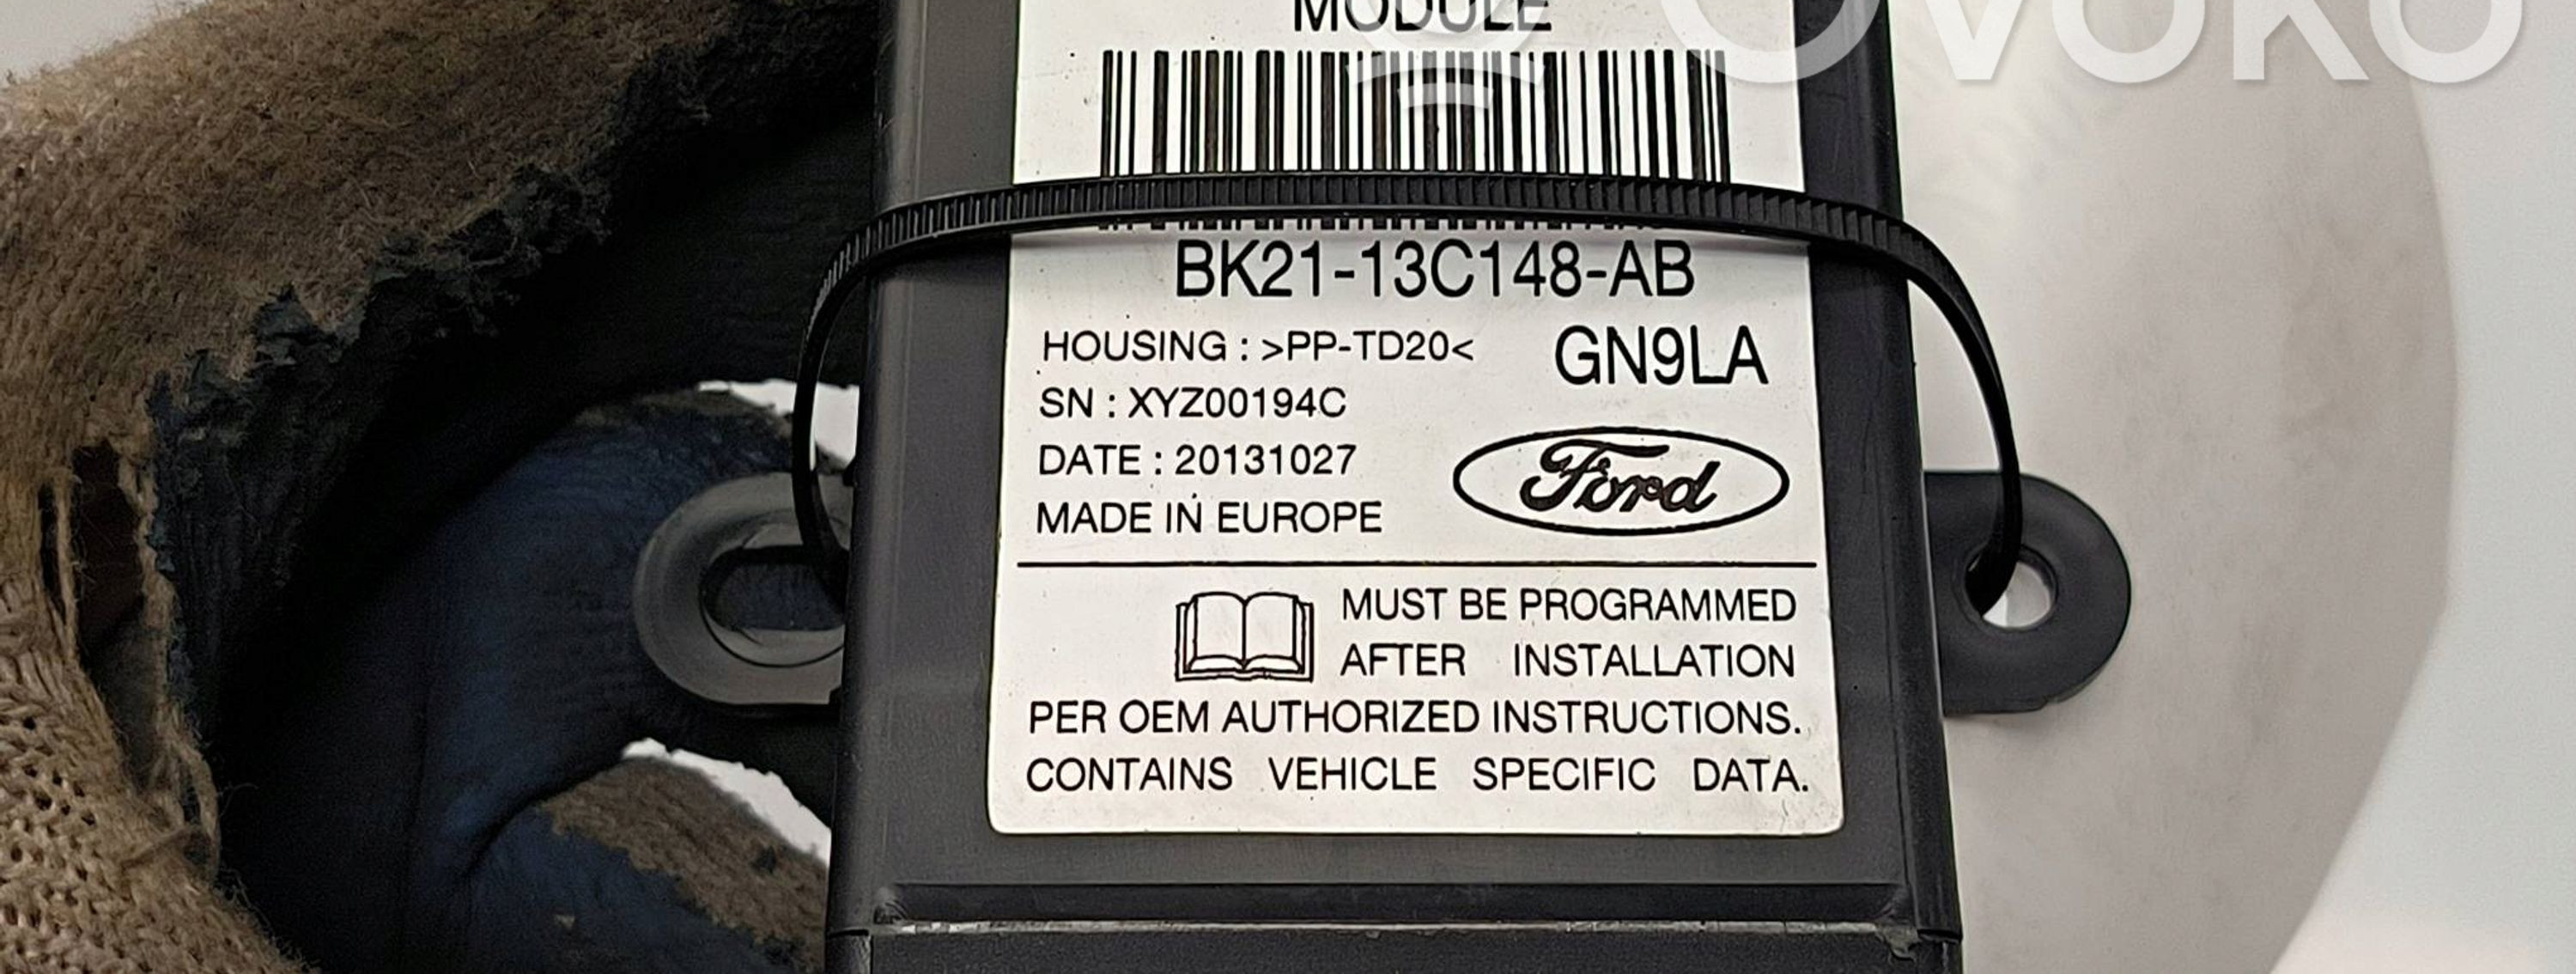 MODULE
OVOKO
BK21-13C148-AB
HOUSING : >PP-TD20<
GN9LA
SN : XYZ00194C
DATE : 20131027
Ford
MADE IN EUROPE
MUST BE PROGRAMMED
AFTER INSTALLATION
PER OEM AUTHORIZED INSTRUCTIONS.
CONTAINS VEHICLE SPECIFIC DATA.